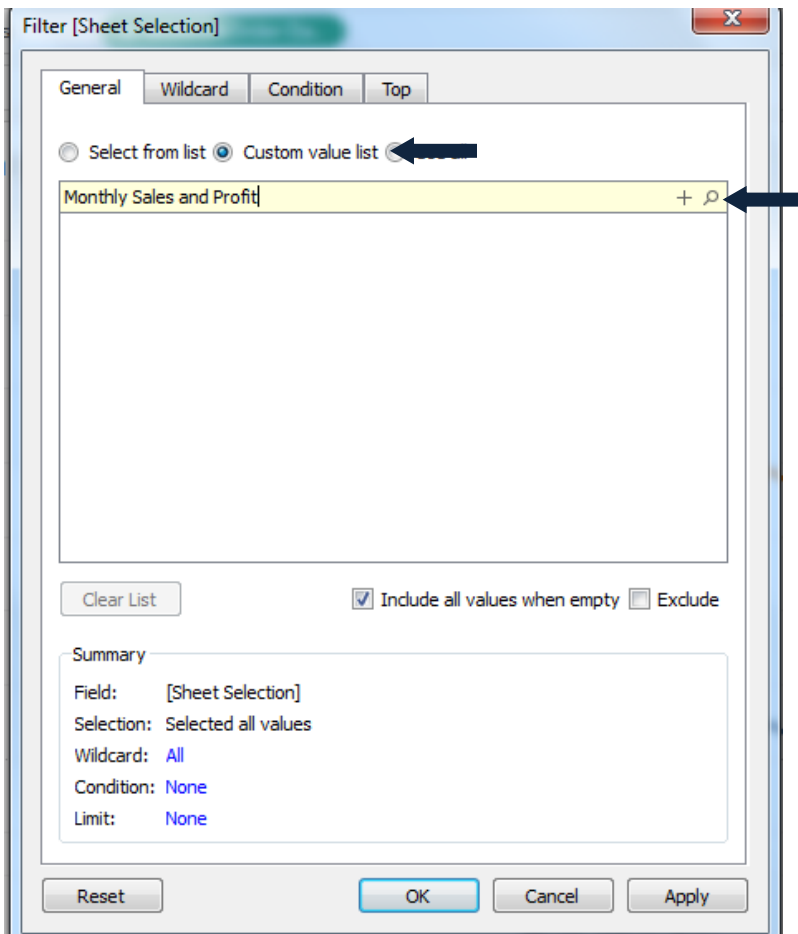 Filter [Sheet Selection]
General Wildcard Condition Top
Select from list Custom value list
Monthly Sales and Profit
Clear List Include all values when empty Exclude
Summary
Field: [Sheet Selection]
Selection: Selected all values
Wildcard: All
Condition: None
Limit: None
Reset OK Cancel Apply